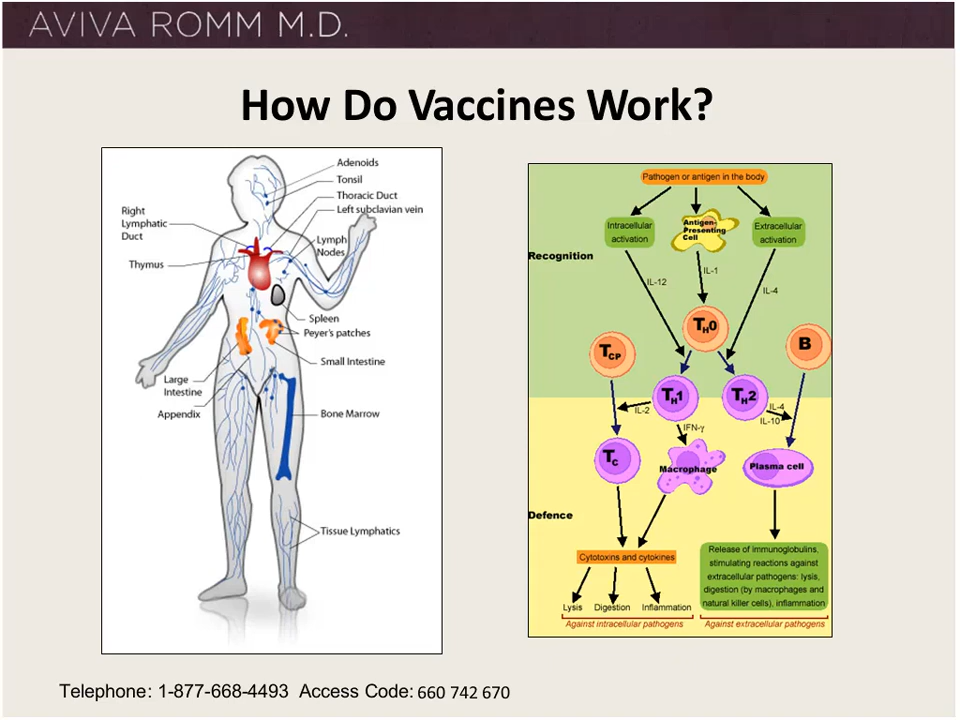 AVIVA ROMM M.D.
How Do Vaccines Work?
Adenoids
Tonsil
Thoracic Duct
Left subclavian vein
Right
Lymphatic
Duct
Lymph
Nodes
Thymus
Spleen
Peyer's patches
Small Intestine
Large
Intestine
Appendix
Bone Marrow
Tissue Lymphatics
Pathogen or antigen in the body
Intracellular
activation
Antigen-
Presenting
Cell
Extracellular
activation
Recognition
IL-12
IL-1
IL-4
TH0
TCP
B
TH1
TH2
IL-2
IL-4
IL-10
IFN-γ
TC
Macrophage
Plasma cell
Defence
Cytotoxins and cytokines
Release of immunoglobulins,
stimulating reactions against
extracellular pathogens: lysis,
digestion (by macrophages and
natural killer cells), inflammation
Lysis Digestion Inflammation
Against intracellular pathogens
Against extracellular pathogens
Telephone: 1-877-668-4493 Access Code: 660 742 670